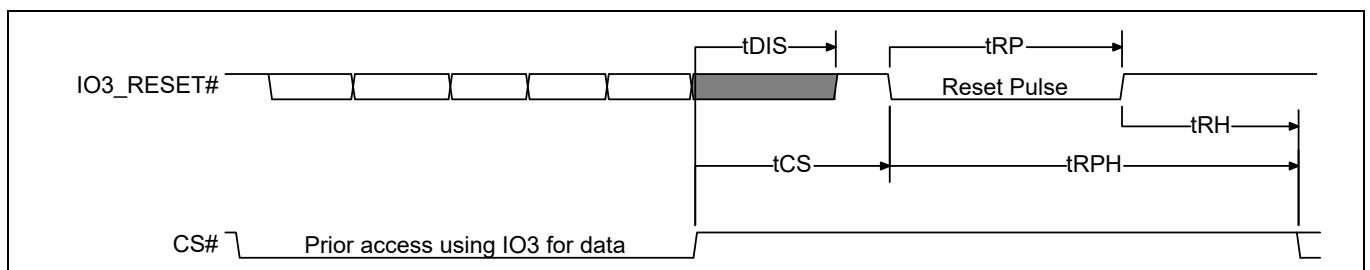 tDIS
tRP
IO3_RESET#
Reset Pulse
tRH
tCS
tRPH
CS#
Prior access using IO3 for data